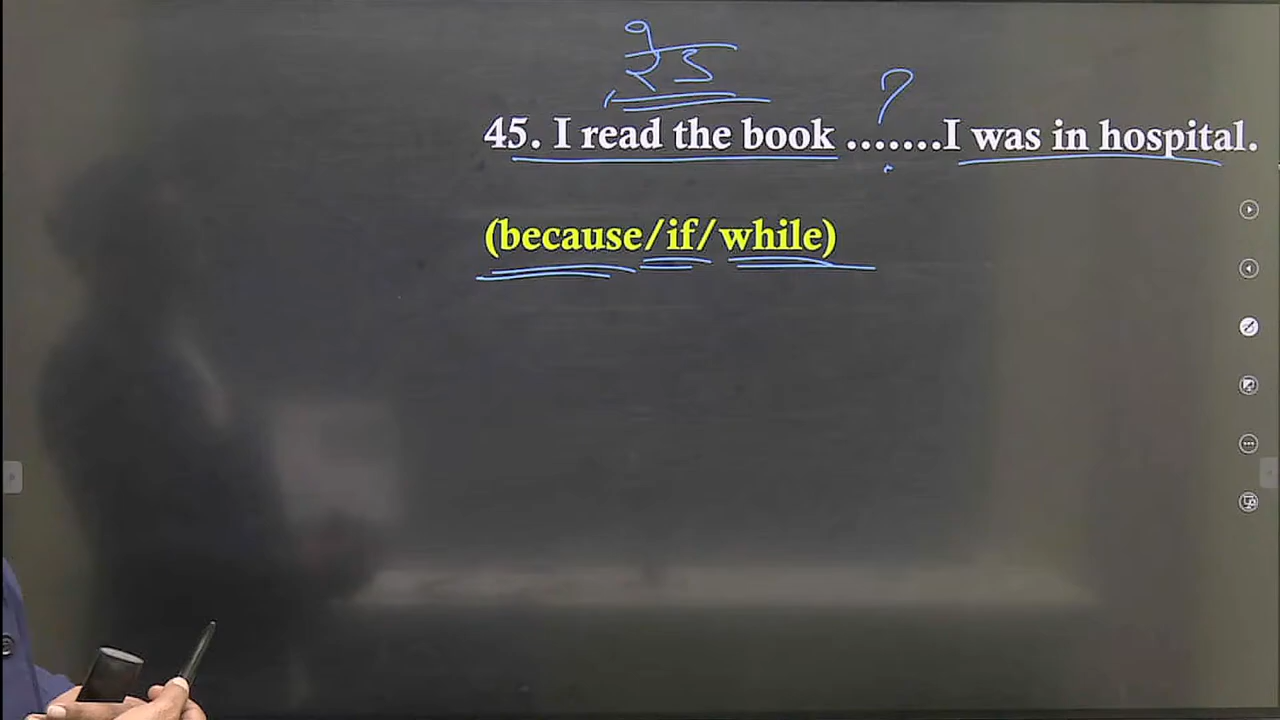 45. I read the book .......I was in hospital.
(because/if/while)